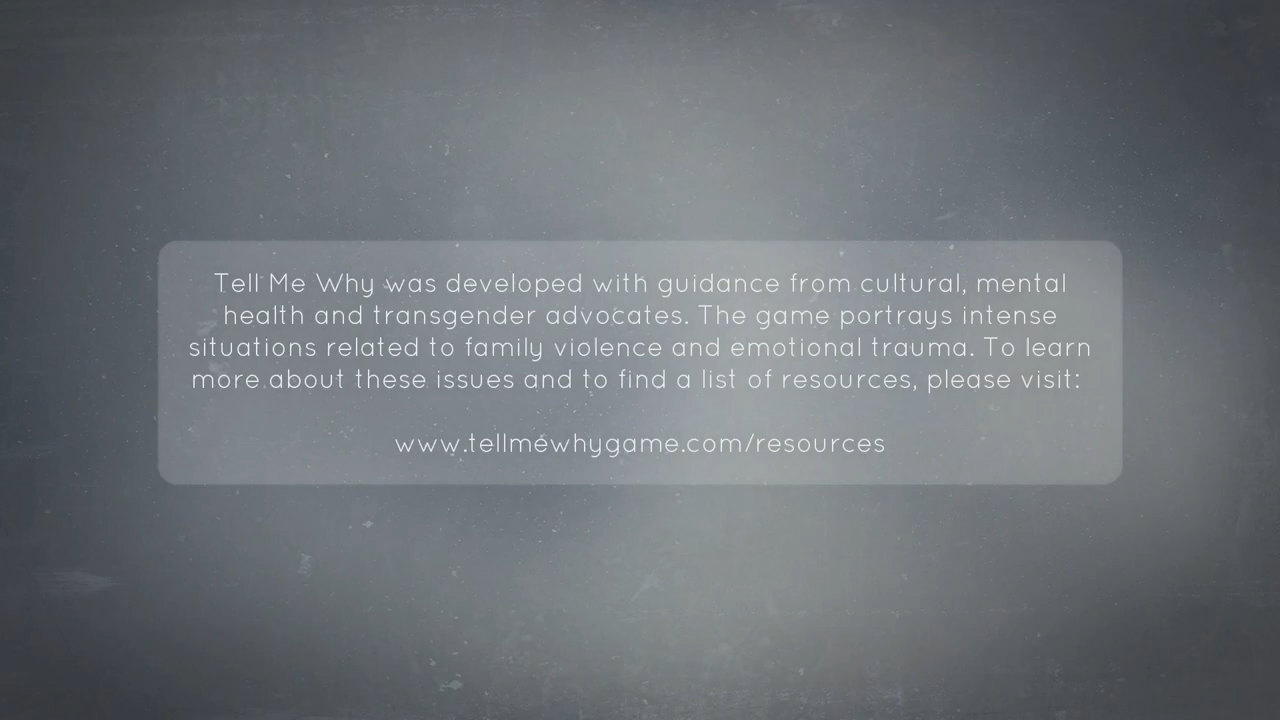 Tell Me Why was developed with guidance from cultural, mental
health and transgender advocates. The game portrays intense
situations related to family violence and emotional trauma. To learn
more about these issues and to find a list of resources, please visit:
www.tellmewhygame.com/resources